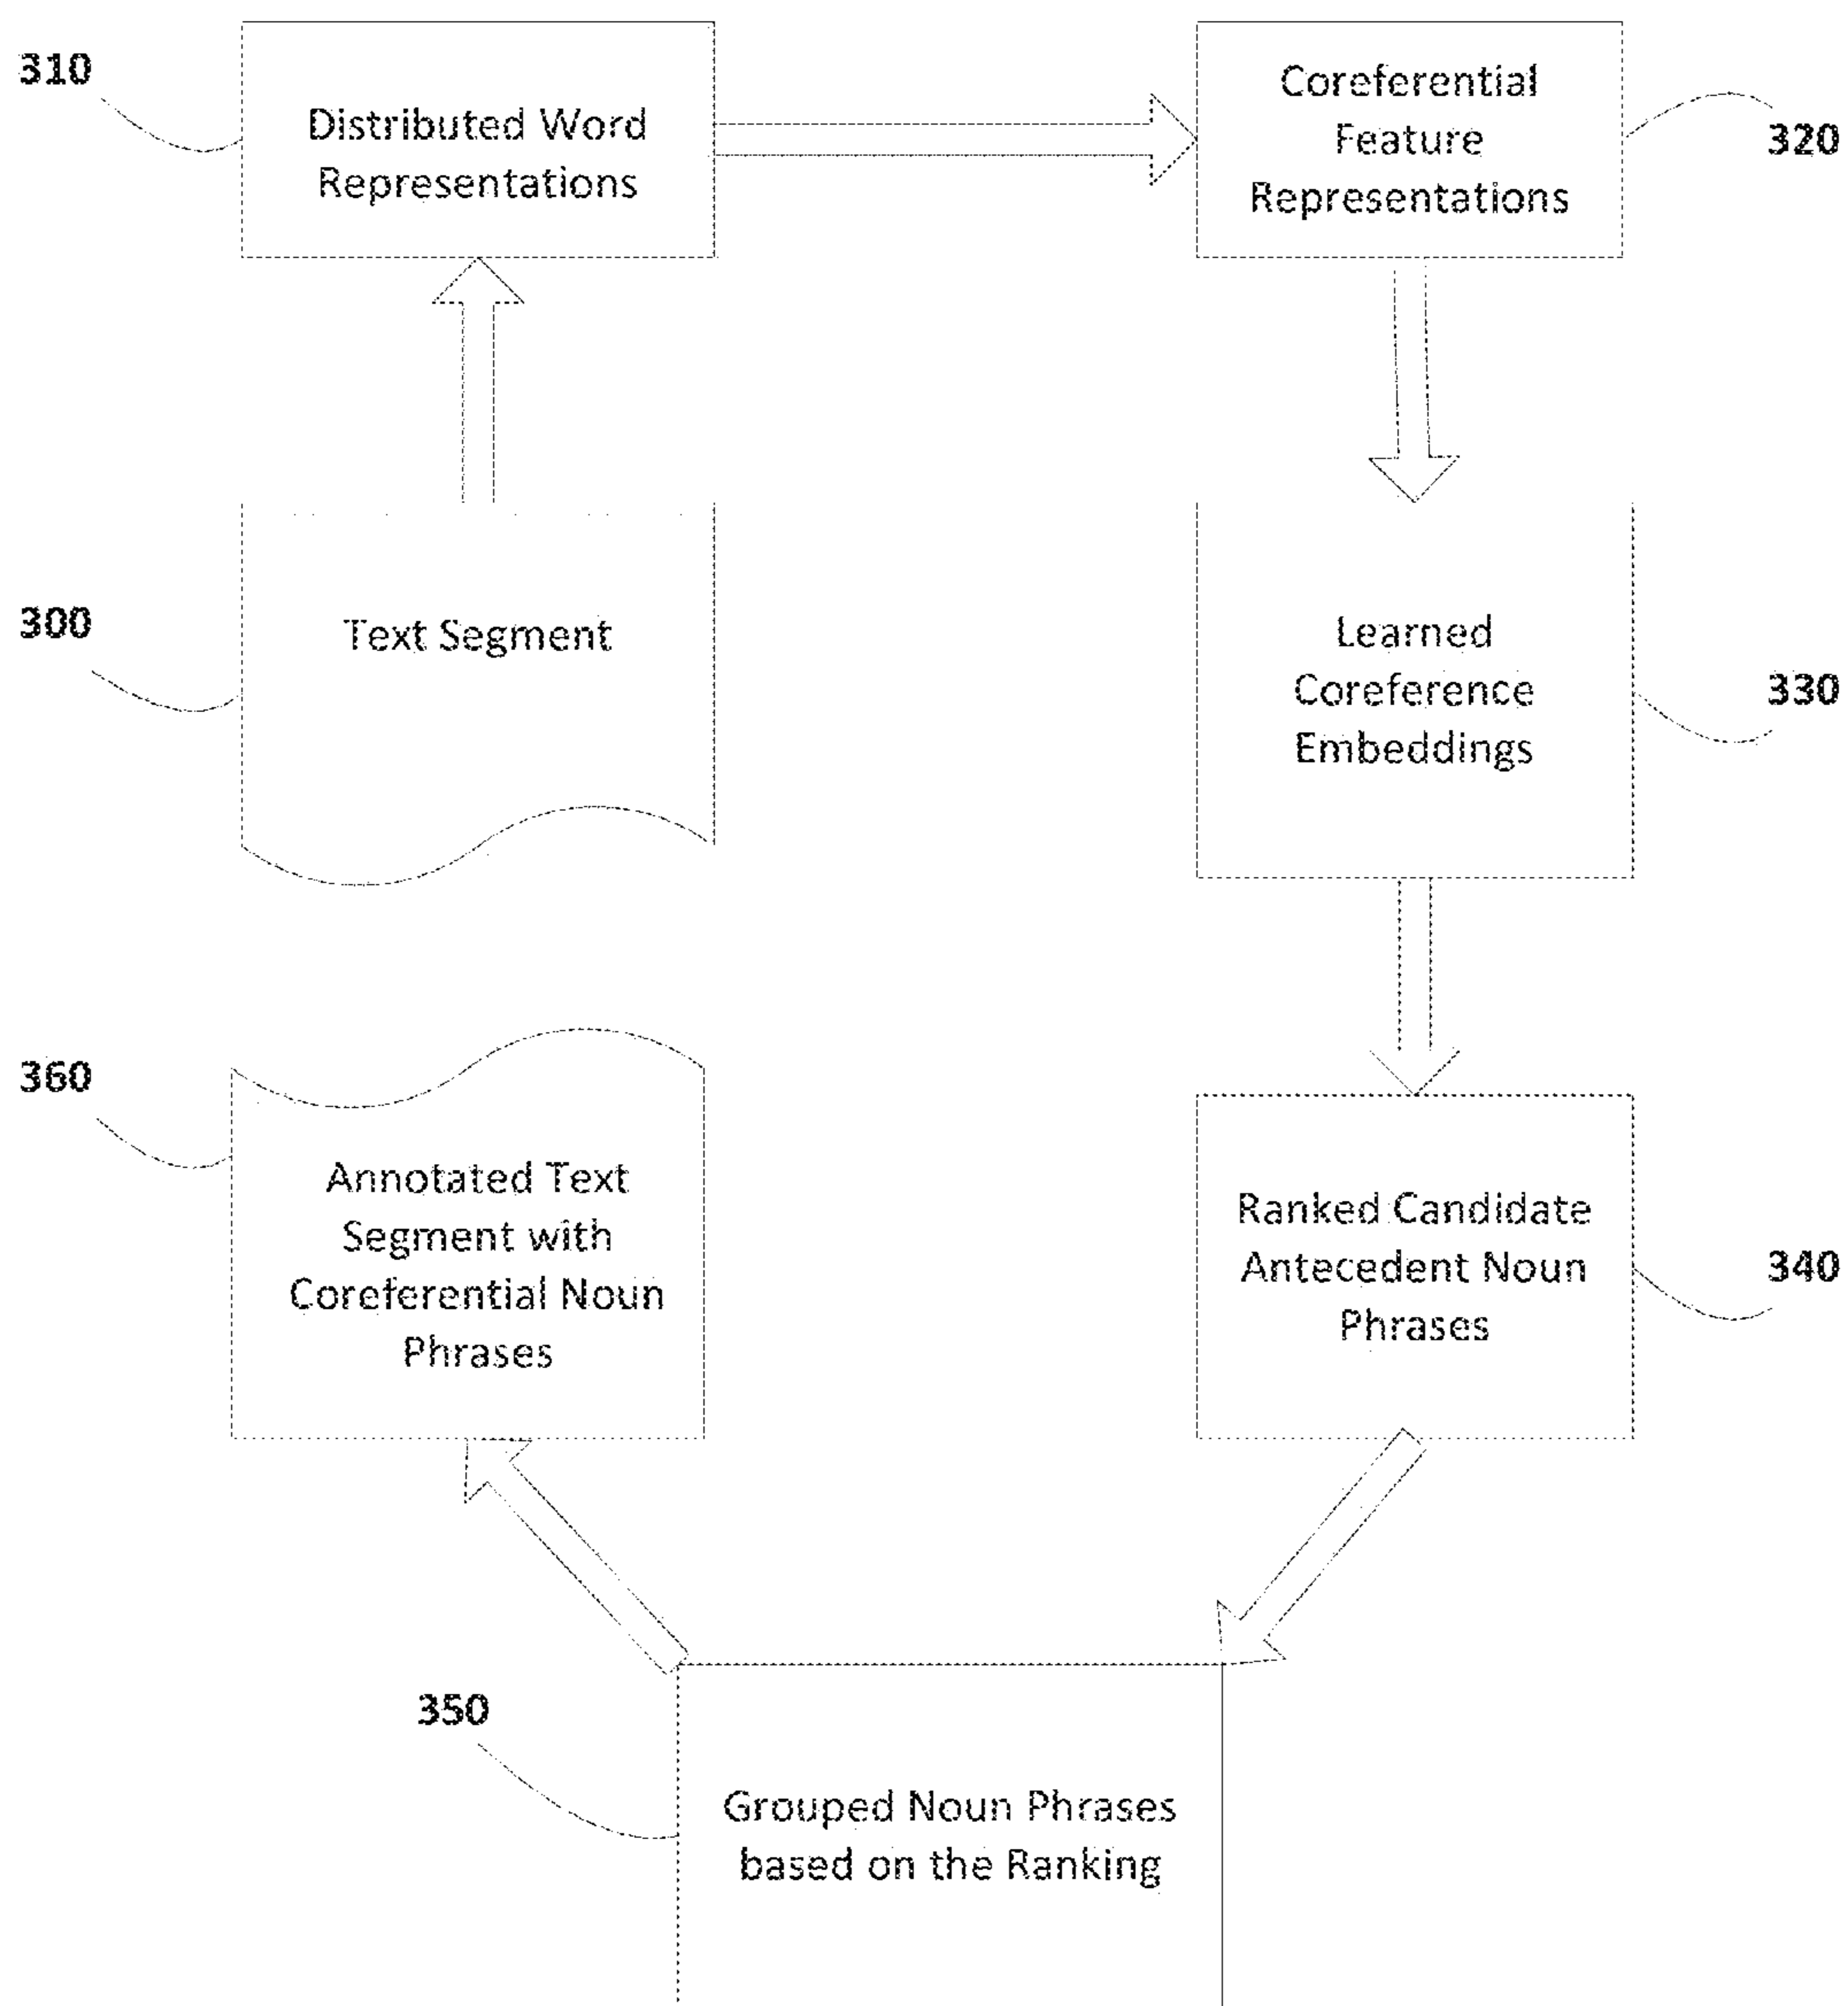 310
Distributed Word
Representations
Coreferential
Feature
Representations
320
300
Text Segment
Learned
Coreference
Embeddings
330
360
Annotated Text
Segment with
Coreferential Noun
Phrases
Ranked Candidate
Antecedent Noun
Phrases
340
350
Grouped Noun Phrases
based on the Ranking